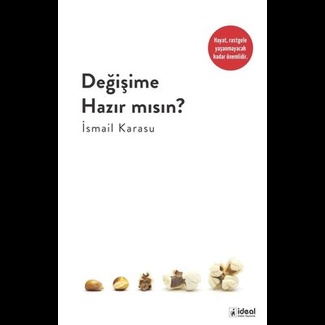 Hayat, rastgele
yaşanmayacak
kadar önemlidir.
Değişime
Hazır mısın?
İsmail Karasu
ideal